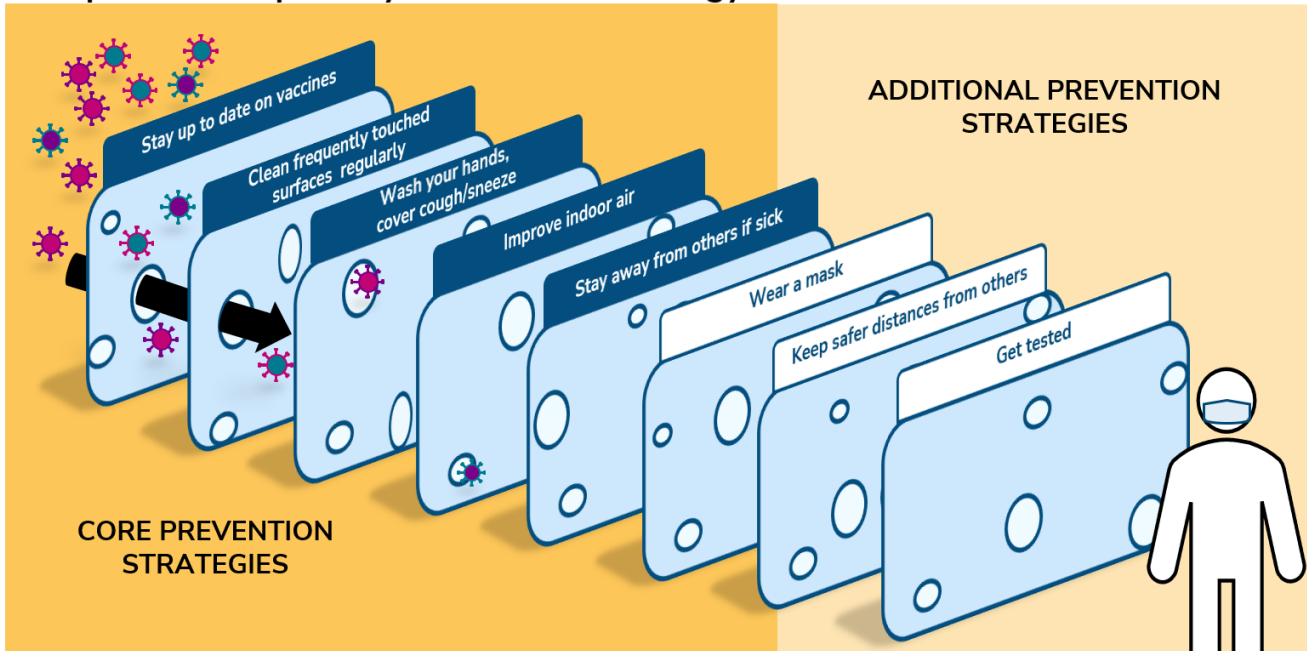 CORE PREVENTION
STRATEGIES
Stay up to date on vaccines
Clean frequently touched
surfaces regularly
Wash your hands,
cover cough/sneeze
Improve indoor air
Stay away from others if sick
ADDITIONAL PREVENTION
STRATEGIES
Wear a mask
Keep safer distances from others
Get tested